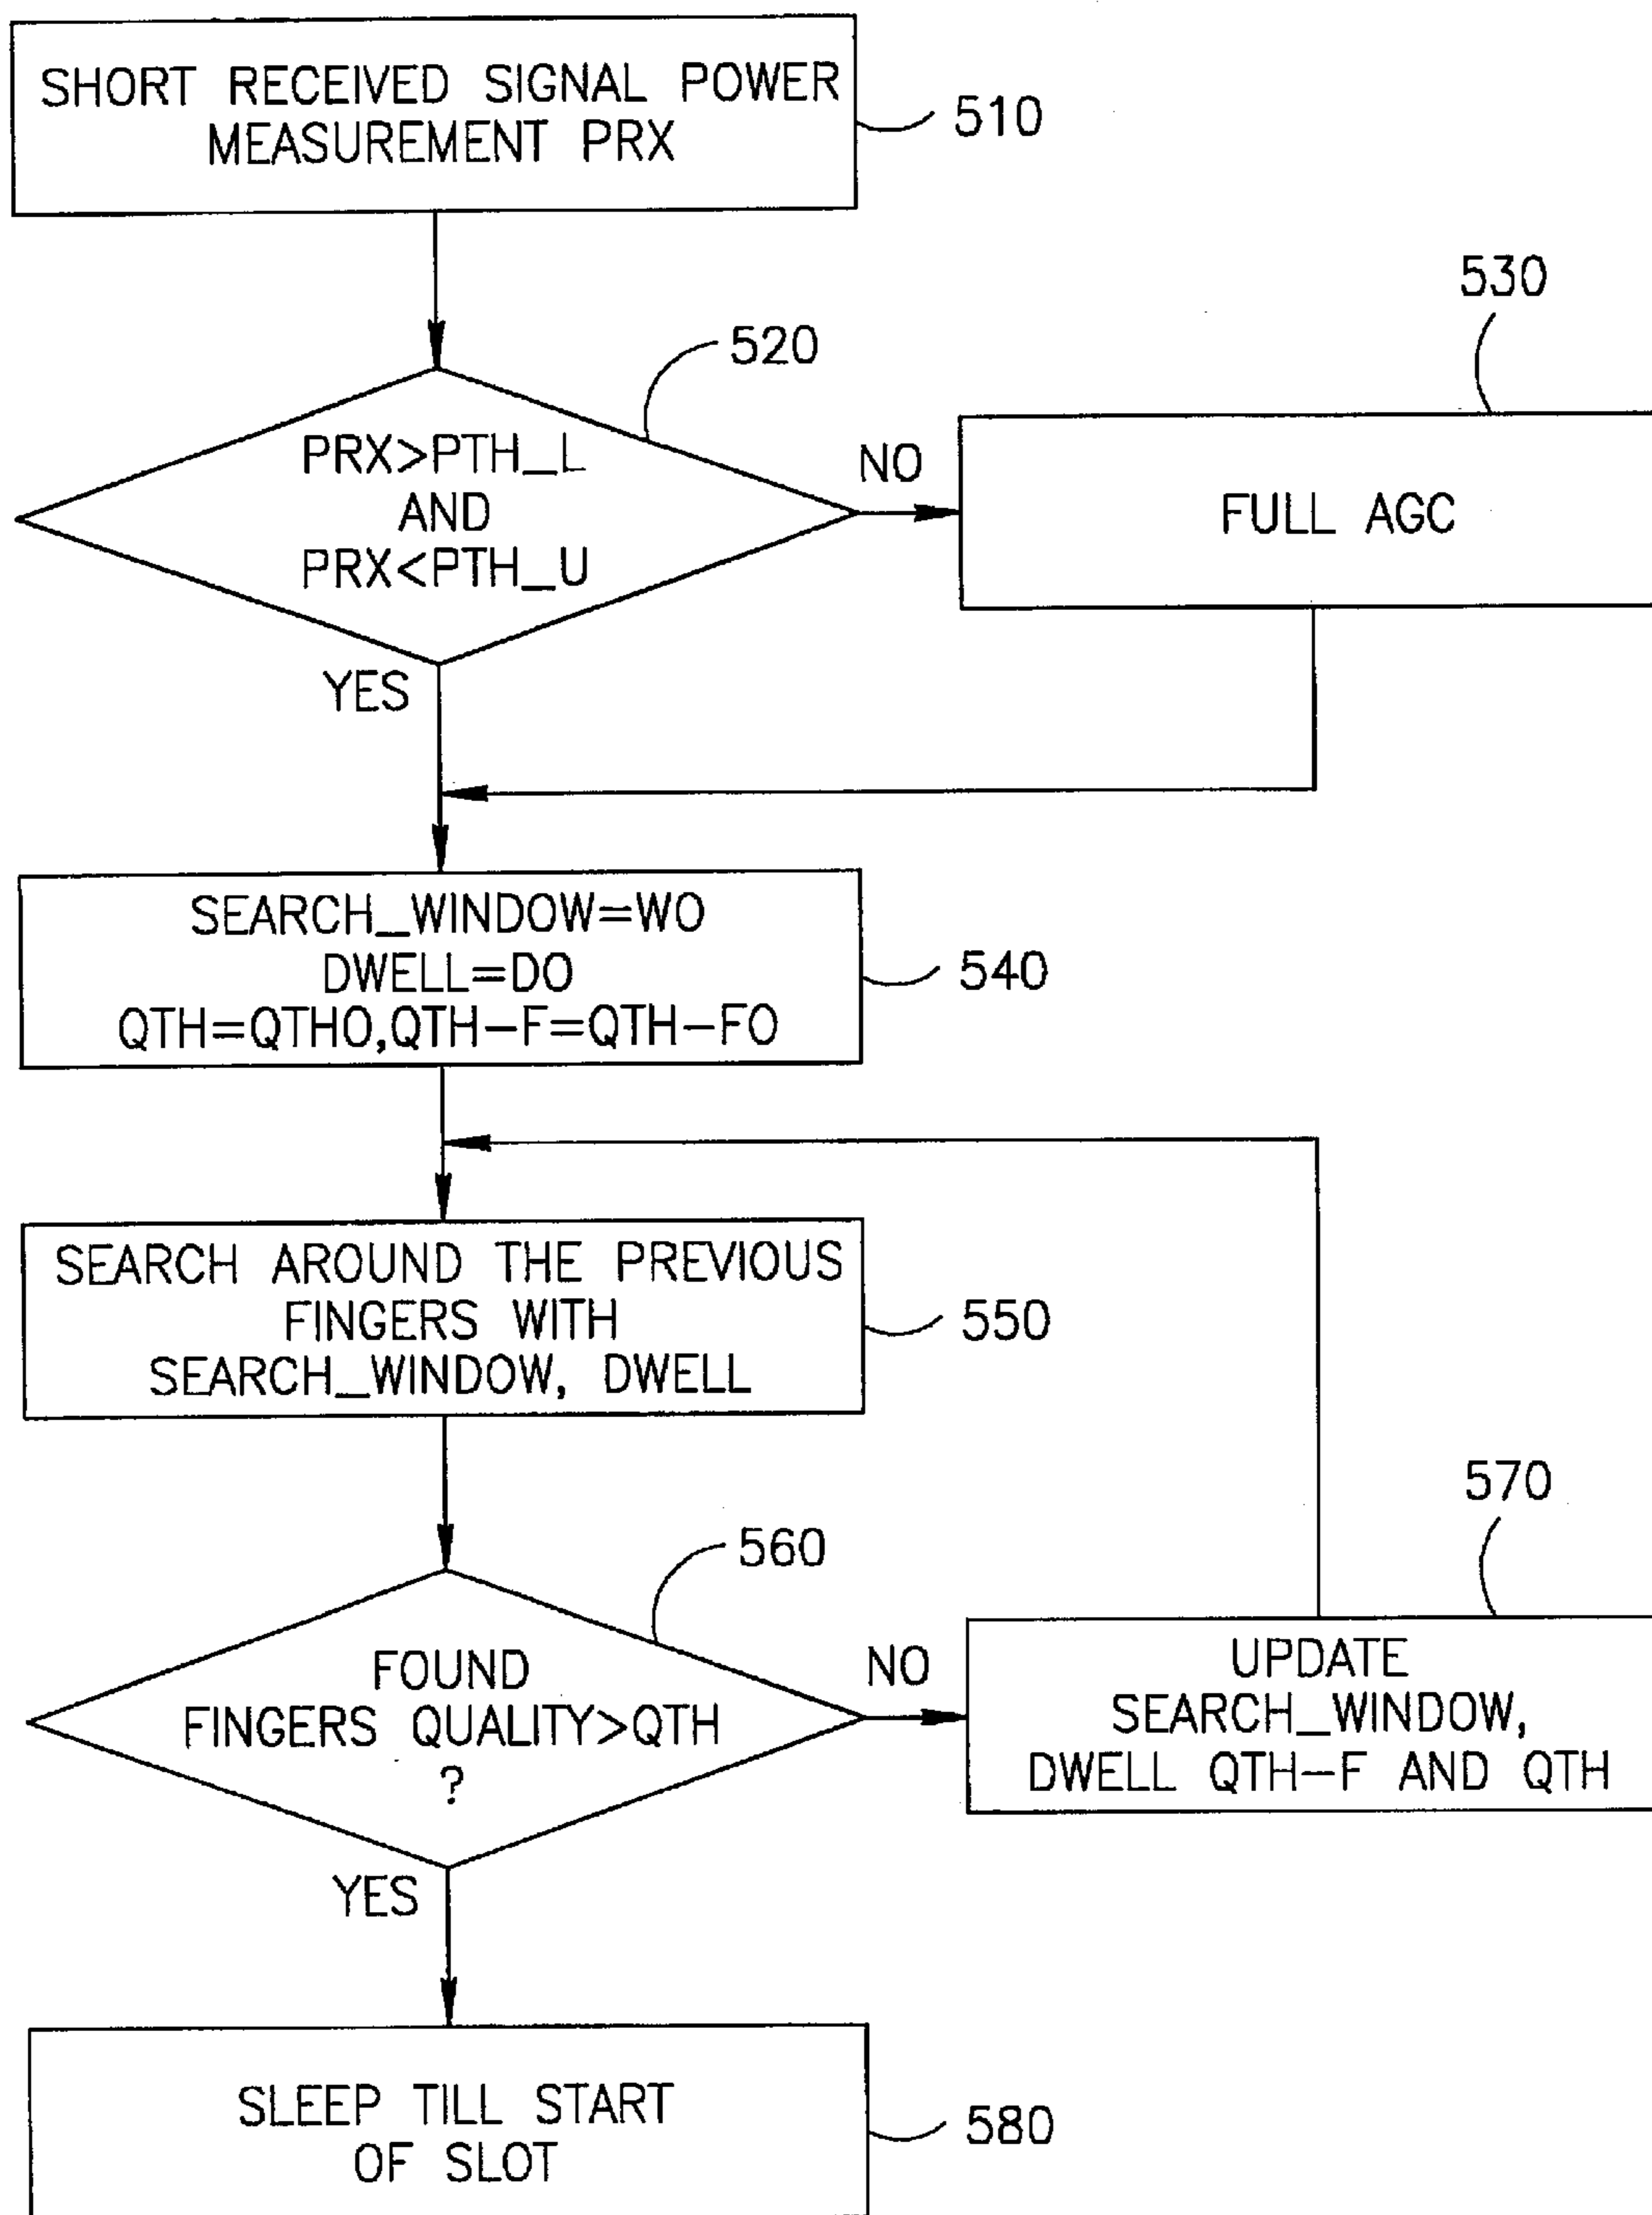 SHORT RECEIVED SIGNAL POWER
MEASUREMENT PRX
510
520
530
PRX>PTH_L
AND
PRX<PTH_U
NO
FULL AGC
YES
SEARCH_WINDOW=WO
DWELL=DO
QTH=QTHO,QTH-F=QTH-FO
540
SEARCH AROUND THE PREVIOUS
FINGERS WITH
SEARCH_WINDOW, DWELL
550
560
570
FOUND
FINGERS QUALITY>QTH
?
NO
UPDATE
SEARCH_WINDOW,
DWELL QTH-F AND QTH
YES
SLEEP TILL START
OF SLOT
580